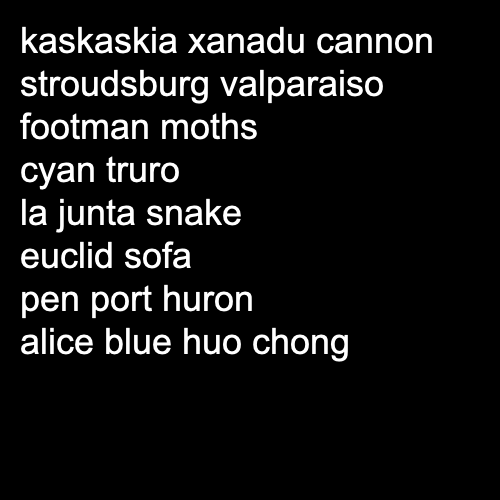 kaskaskia xanadu cannon
stroudsburg valparaiso
footman moths
cyan truro
la junta snake
euclid sofa
pen port huron
alice blue huo chong